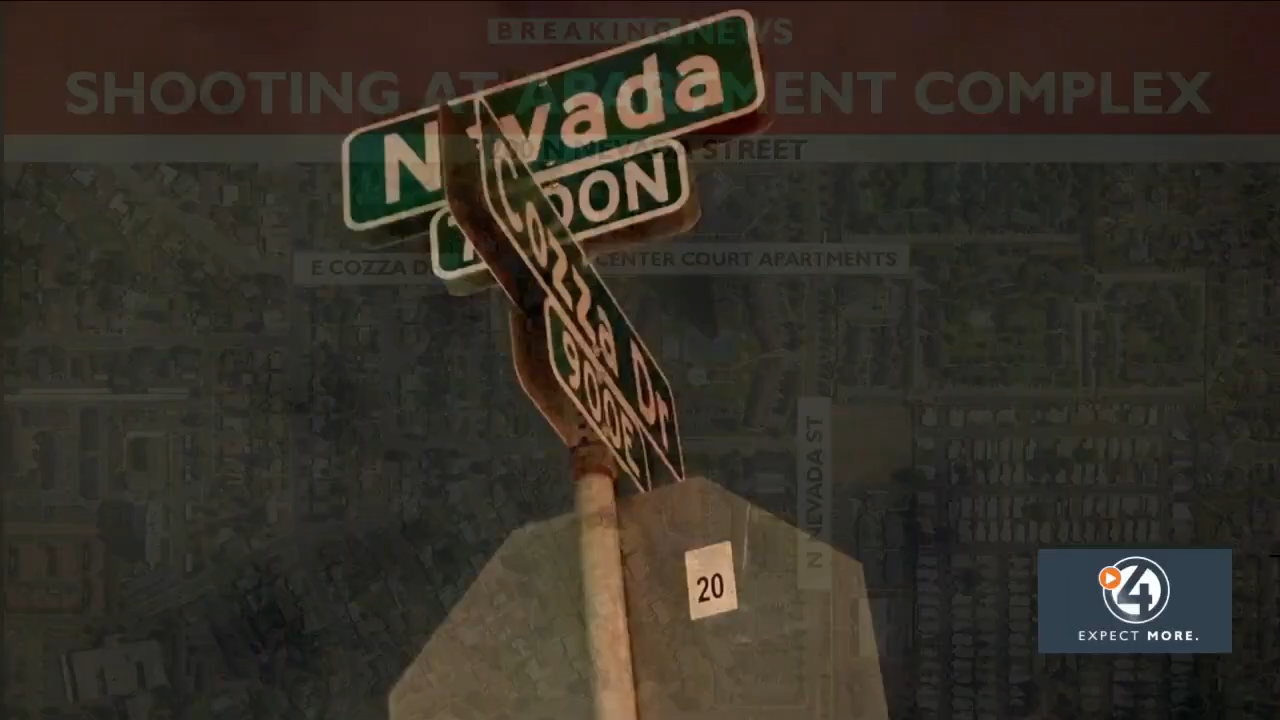 BREAKING NEWS
SHOOTING AT APARTMENT COMPLEX
N NEVADA STREET
Nevada
Cozza Dr
900E
E COZZA
CENTER COURT APARTMENTS
N NEVADA ST
20
4
EXPECT MORE.